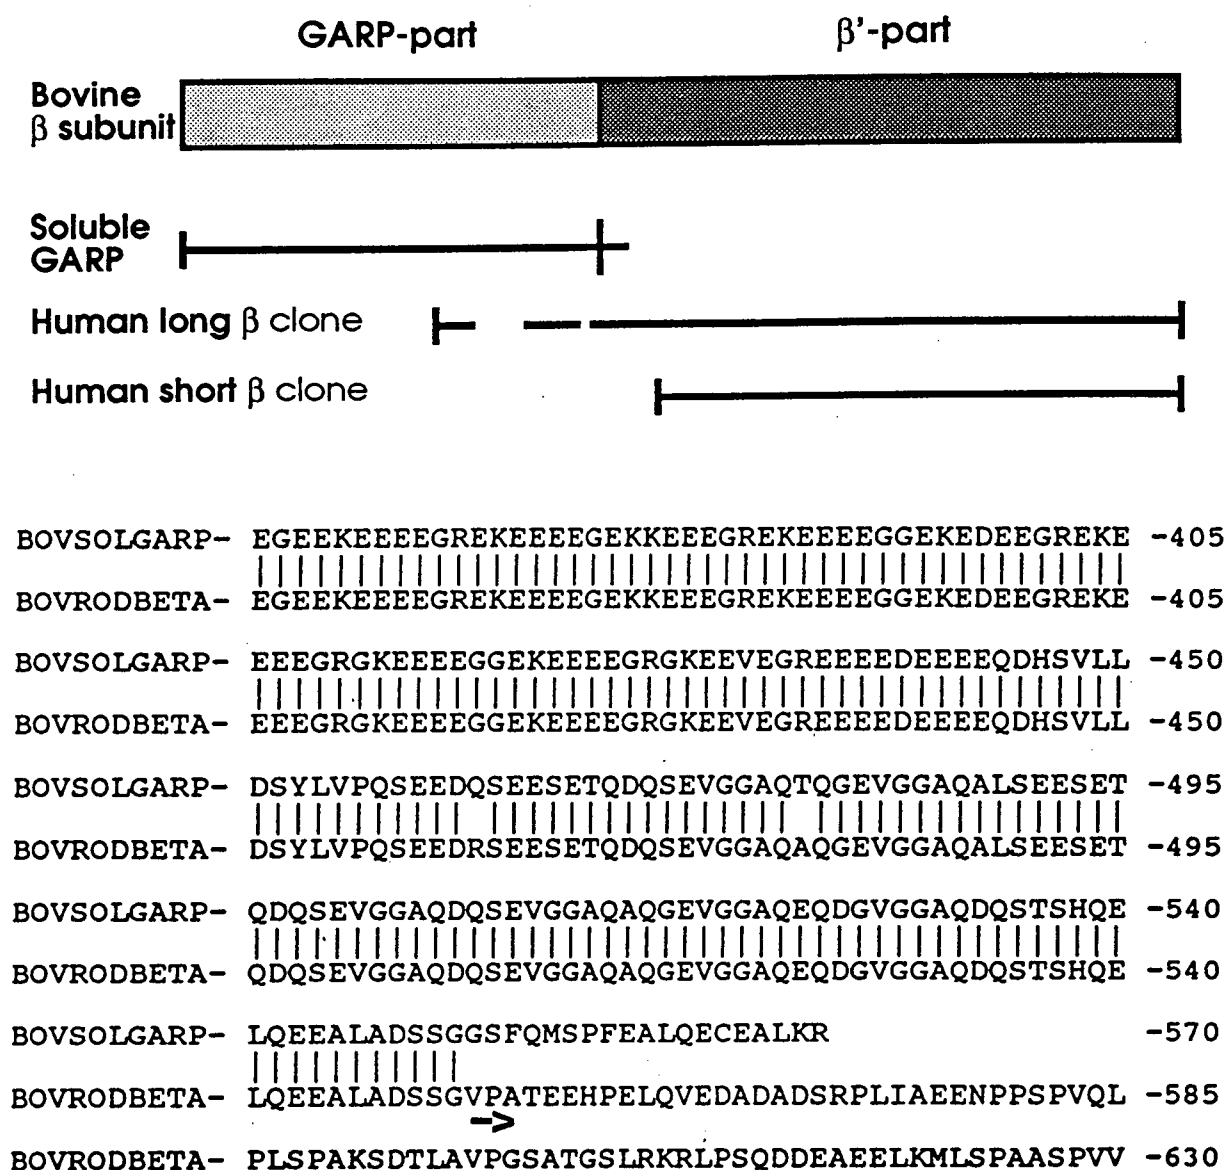 GARP-part β'-part
Bovine
β subunit
Soluble
GARP
Human long β clone
Human short β clone
BOVSOLGARP- EGEEKEEEEGREKEEEEGEKKEEEGREKEEEEGGEKEDEEGREKE -405
BOVRODBETA- EGEEKEEEEGREKEEEEGEKKEEEGREKEEEEGGEKEDEEGREKE -405
BOVSOLGARP- EEEGRGKEEEEGGEKEEEEGRGKEEVEGREEEEDEEEEQDHSVLL -450
BOVRODBETA- EEEGRGKEEEEGGEKEEEEGRGKEEVEGREEEEDEEEEQDHSVLL -450
BOVSOLGARP- DSYLVPQSEEDQSEESETQDQSEVGGAQTQGEVGGAQALSEESET -495
BOVRODBETA- DSYLVPQSEEDRSEESETQDQSEVGGAQAQGEVGGAQALSEESET -495
BOVSOLGARP- QDQSEVGGAQDQSEVGGAQAQGEVGGAQEQDGVGGAQDQSTSHQE -540
BOVRODBETA- QDQSEVGGAQDQSEVGGAQAQGEVGGAQEQDGVGGAQDQSTSHQE -540
BOVSOLGARP- LQEEALADSSGGSFQMSPFEALQECEALKR -570
BOVRODBETA- LQEEALADSSGVPATEEHPELQVEDADADSRPLIAEENPPSPVQL -585
BOVRODBETA- PLSPAKSDTLAVPGSATGSLRKRLPSQDDEAEELKMLSPAASPVV -630